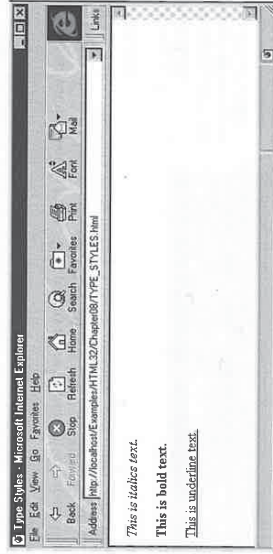 Type Styles - Microsoft Internet Explorer
File Edit View Go Favorites Help
Back Forward Stop Refresh Home Search Favorites Print Font Mail
Address http://localhost/Examples/HTML32/Chapter08/TYPE_STYLES.html Links
This is italics text.
This is bold text.
This is underline text.